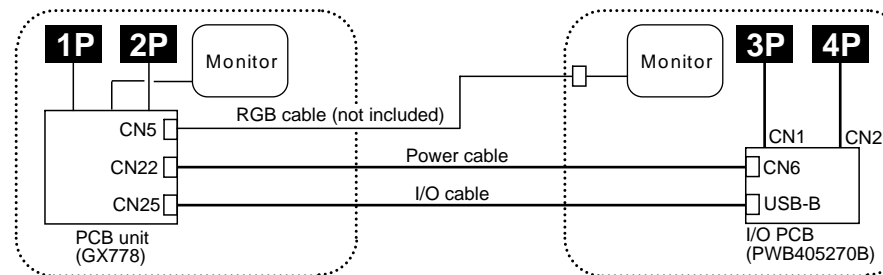 1P 2P
Monitor
Monitor
3P 4P
RGB cable (not included)
CN5
CN1 CN2
Power cable
CN22
CN6
I/O cable
CN25
USB-B
PCB unit
(GX778)
I/O PCB
(PWB405270B)